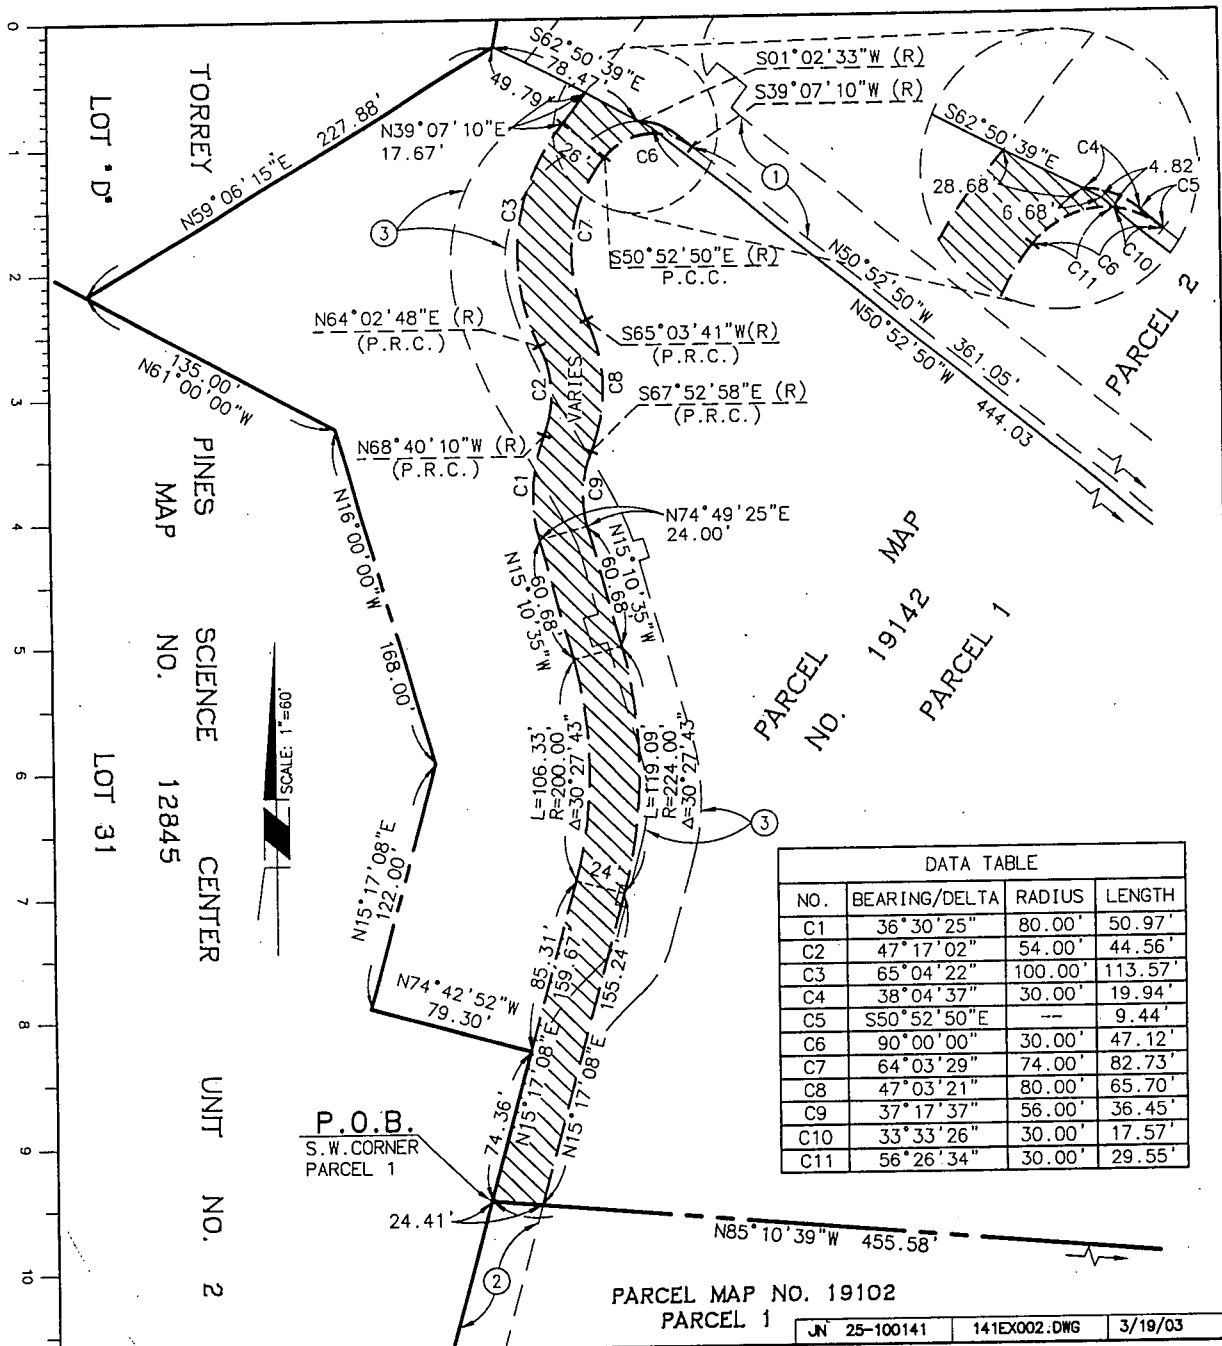 0
1
2
3
4
5
6
7
8
9
10
TORREY
LOT "D"
PINES SCIENCE CENTER UNIT NO. 2
MAP NO. 12845
LOT 31
S62°50'39"E
78.47'
49.79'
227.88'
N59°06'15"E
N39°07'10"E
17.67'
26'
C6
S01°02'33"W (R)
S39°07'10"W (R)
1
3
C3
C7
S50°52'50"E (R)
P.C.C.
N64°02'48"E (R)
(P.R.C.)
S65°03'41"W(R)
(P.R.C.)
C2
VARIES
C8
S67°52'58"E (R)
(P.R.C.)
N68°40'10"W (R)
(P.R.C.)
C1
C9
N74°49'25"E
24.00'
135.00'
N61°00'00"W
N16°00'00"W
168.00'
60.68'
N15°10'35"W
N15°10'35"W
60.68'
N50°52'50"W
361.05'
N50°52'50"W
444.03
S62°50'39"E
C4
4.82
C5
28.68'
6.68'
C10
C6
C11
PARCEL 2
PARCEL MAP
NO. 19142
PARCEL 1
SCALE: 1"=60'
L=106.33'
R=200.00'
Δ=30°27'43"
L=119.09'
R=224.00'
Δ=30°27'43"
3
24'
N15°17'08"E
122.00'
N74°42'52"W
79.30'
85.31'
159.67'
N15°17'08"E
155.24'
N15°17'08"E
74.36'
P.O.B.
S.W.CORNER
PARCEL 1
24.41'
2
N85°10'39"W 455.58'
PARCEL MAP NO. 19102
PARCEL 1
DATA TABLE
NO. BEARING/DELTA RADIUS LENGTH
C1 36°30'25" 80.00' 50.97'
C2 47°17'02" 54.00' 44.56'
C3 65°04'22" 100.00' 113.57'
C4 38°04'37" 30.00' 19.94'
C5 S50°52'50"E -- 9.44'
C6 90°00'00" 30.00' 47.12'
C7 64°03'29" 74.00' 82.73'
C8 47°03'21" 80.00' 65.70'
C9 37°17'37" 56.00' 36.45'
C10 33°33'26" 30.00' 17.57'
C11 56°26'34" 30.00' 29.55'
JN 25-100141 141EX002.DWG 3/19/03